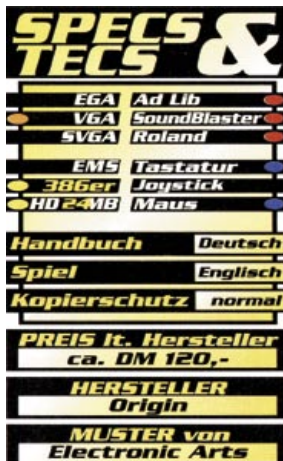 SPECS &
TECS
EGA Ad Lib
VGA SoundBlaster
SVGA Roland
EMS Tastatur
386er Joystick
HD 24MB Maus
Handbuch Deutsch
Spiel Englisch
Kopierschutz normal
PREIS lt. Hersteller
ca. DM 120,-
HERSTELLER
Origin
MUSTER von
Electronic Arts